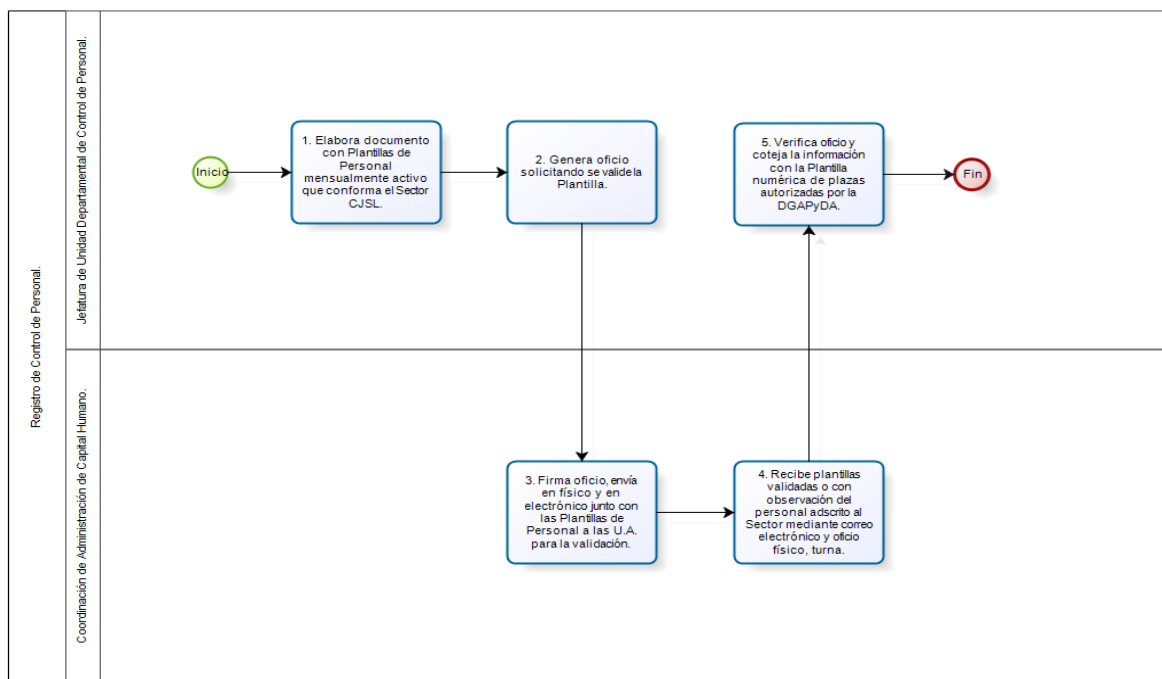 Registro de Control de Personal.
Jefatura de Unidad Departamental de Control de Personal.
Inicio
1. Elabora documento
con Plantillas de
Personal
mensualmente activo
que conforma el Sector
CJSL.
2. Genera oficio
solicitando se valide la
Plantilla.
5. Verifica oficio y
coteja la información
con la Plantilla
numérica de plazas
autorizadas por la
DGAPyDA.
Fin
Coordinación de Administración de Capital Humano.
3. Firma oficio, envía
en físico y en
electrónico junto con
las Plantillas de
Personal a las U.A.
para la validación.
4. Recibe plantillas
validadas o con
observación del
personal adscrito al
Sector mediante correo
electrónico y oficio
físico, turna.